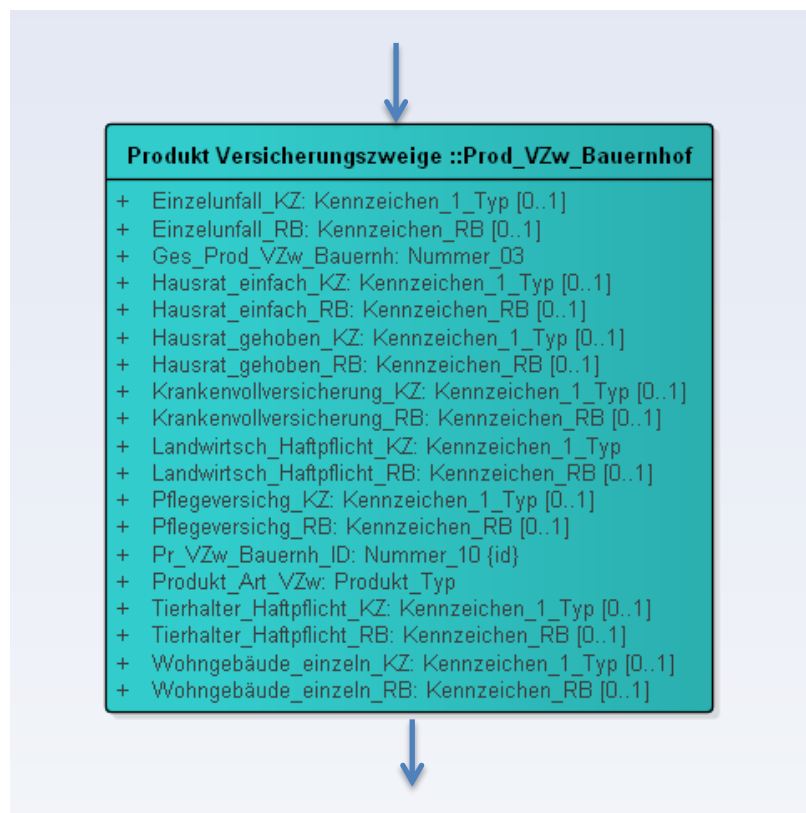 Produkt Versicherungszweige ::Prod_VZw_Bauernhof
+ Einzelunfall_KZ: Kennzeichen_1_Typ [0..1]
+ Einzelunfall_RB: Kennzeichen_RB [0..1]
+ Ges_Prod_VZw_Bauernh: Nummer_03
+ Hausrat_einfach_KZ: Kennzeichen_1_Typ [0..1]
+ Hausrat_einfach_RB: Kennzeichen_RB [0..1]
+ Hausrat_gehoben_KZ: Kennzeichen_1_Typ [0..1]
+ Hausrat_gehoben_RB: Kennzeichen_RB [0..1]
+ Krankenvollversicherung_KZ: Kennzeichen_1_Typ [0..1]
+ Krankenvollversicherung_RB: Kennzeichen_RB [0..1]
+ Landwirtsch_Haftpflicht_KZ: Kennzeichen_1_Typ
+ Landwirtsch_Haftpflicht_RB: Kennzeichen_RB [0..1]
+ Pflegeversichg_KZ: Kennzeichen_1_Typ [0..1]
+ Pflegeversichg_RB: Kennzeichen_RB [0..1]
+ Pr_VZw_Bauernh_ID: Nummer_10 {id}
+ Produkt_Art_VZw: Produkt_Typ
+ Tierhalter_Haftpflicht_KZ: Kennzeichen_1_Typ [0..1]
+ Tierhalter_Haftpflicht_RB: Kennzeichen_RB [0..1]
+ Wohngebäude_einzeln_KZ: Kennzeichen_1_Typ [0..1]
+ Wohngebäude_einzeln_RB: Kennzeichen_RB [0..1]